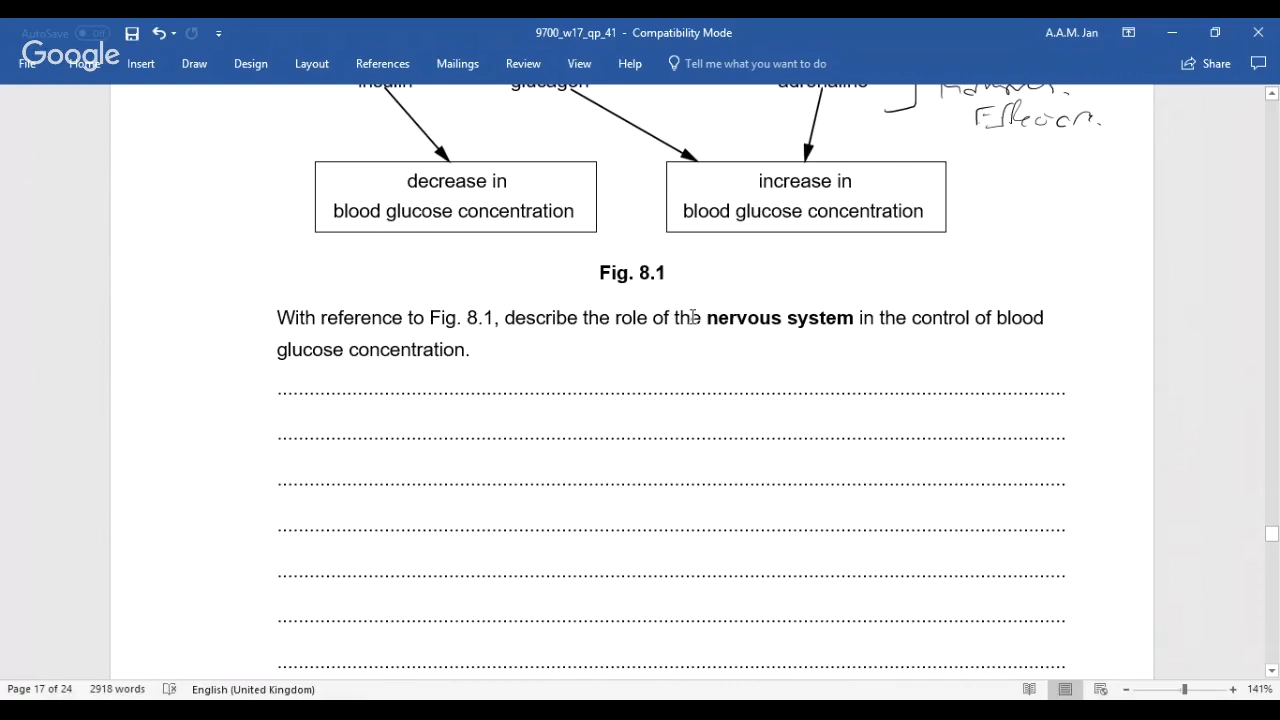 AutoSave Off 9700_w17_qp_41 - Compatibility Mode A.A.M. Jan
Google
File Home Insert Draw Design Layout References Mailings Review View Help Tell me what you want to do Share
insulin glucagon adrenaline
decrease in
blood glucose concentration
increase in
blood glucose concentration
Fig. 8.1
With reference to Fig. 8.1, describe the role of the nervous system in the control of blood
glucose concentration.
Page 17 of 24 2918 words English (United Kingdom) 141%